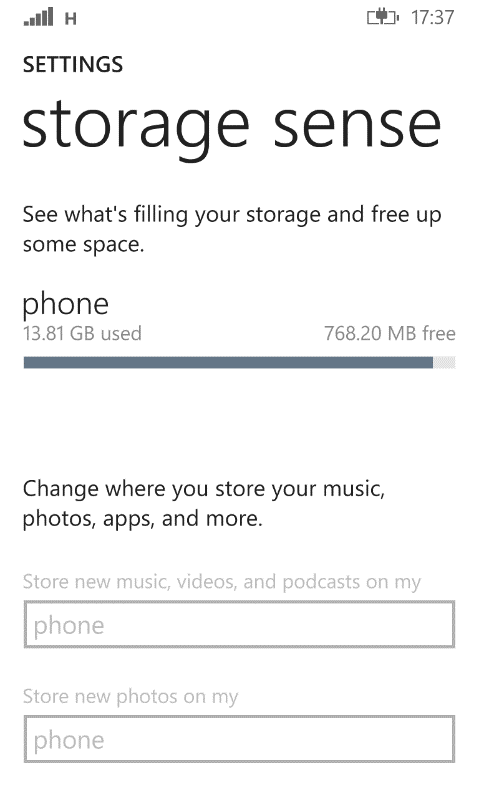 H 17:37
SETTINGS
storage sense
See what's filling your storage and free up
some space.
phone
13.81 GB used 768.20 MB free
Change where you store your music,
photos, apps, and more.
Store new music, videos, and podcasts on my
phone
Store new photos on my
phone